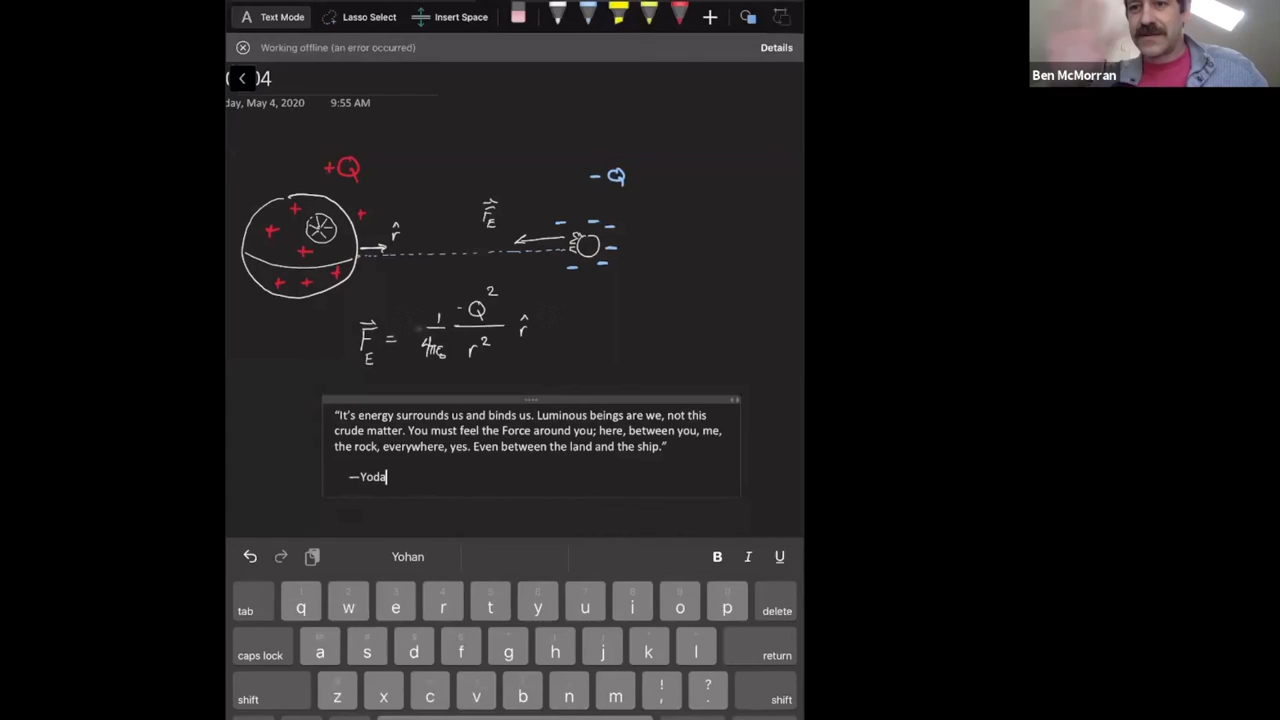 Text Mode
Lasso Select
Insert Space
Working offline (an error occurred)
Details
Ben McMorran
04
day, May 4, 2020 9:55 AM
+Q
- Q
r̂
F⃗_E
F⃗_E = 1/4πε₀ -Q²/r² r̂
“It’s energy surrounds us and binds us. Luminous beings are we, not this
crude matter. You must feel the Force around you; here, between you, me,
the rock, everywhere, yes. Even between the land and the ship.”
—Yoda
Yohan
B I U
tab q w e r t y u i o p delete
caps lock a s d f g h j k l return
shift z x c v b n m ! , ? . shift